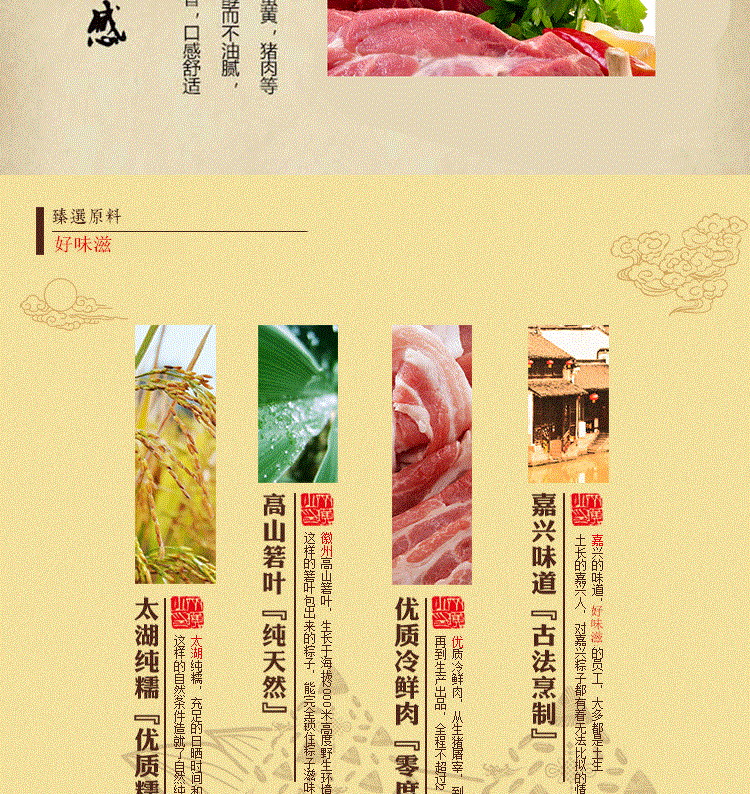 感
蛋黄，猪肉等
而不油腻，
口感舒适
臻選原料
好味滋
太湖纯糯『优质糯
太湖纯糯，充足的日晒时间和
这样的自然条件造就了自然纯
高山箬叶『纯天然』
徽州高山箬叶，生长于海拔2000米高度野生环境
这样的箬叶包出来的粽子，能完全锁住粽子滋味
优质冷鲜肉『零度
优质冷鲜肉，从生猪屠宰，到
再到生产出品，全程不超过2
嘉兴味道『古法烹制』
嘉兴的味道，好味滋的员工，大多都是土生
土长的嘉兴人，对嘉兴粽子都有着无法比拟的情